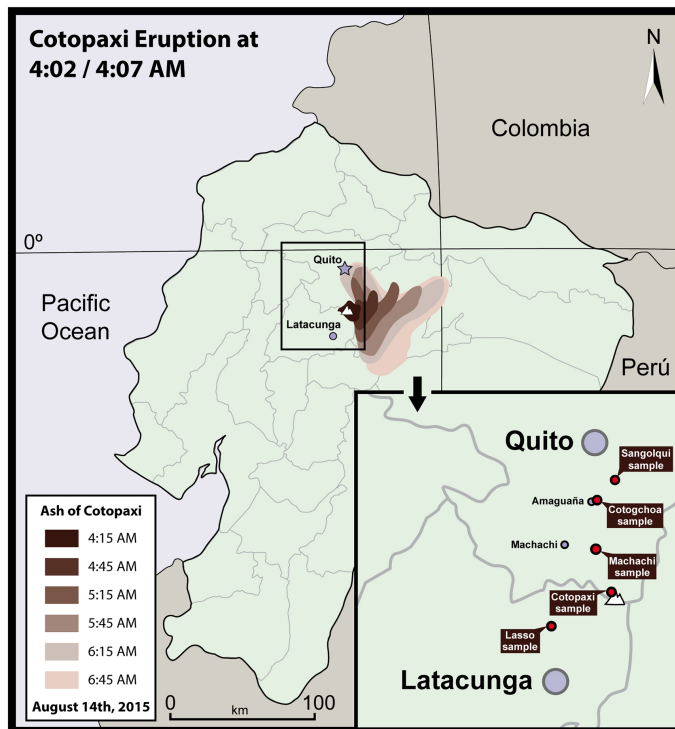 Cotopaxi Eruption at
4:02 / 4:07 AM
N
Colombia
0º
Quito
Pacific
Ocean
Latacunga
Perú
Quito
Sangolqui
sample
Amaguaña
Cotogchoa
sample
Machachi
Machachi
sample
Cotopaxi
sample
Lasso
sample
Latacunga
Ash of Cotopaxi
4:15 AM
4:45 AM
5:15 AM
5:45 AM
6:15 AM
6:45 AM
August 14th, 2015
0 100
km